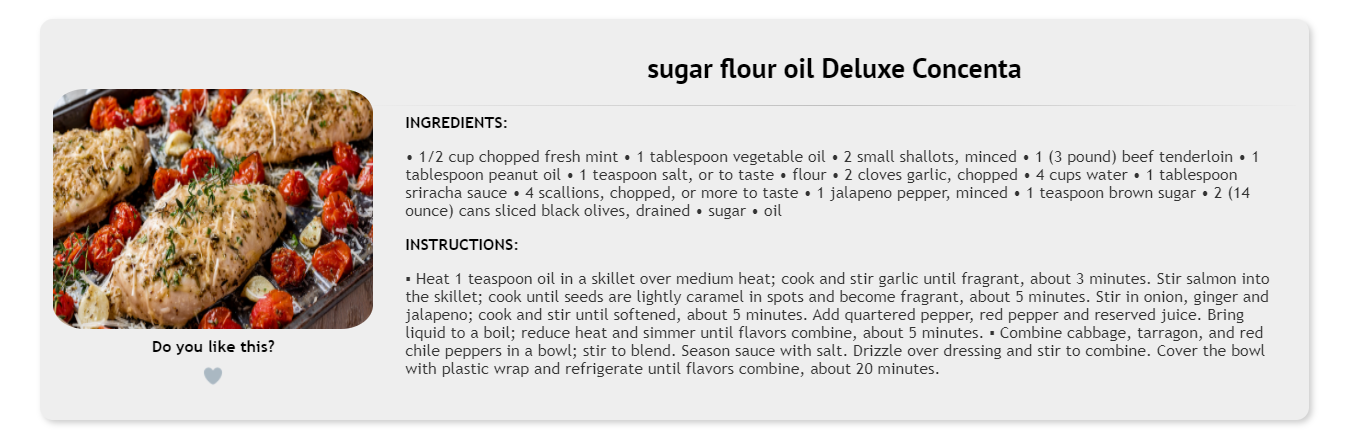 sugar flour oil Deluxe Concenta
INGREDIENTS:
• 1/2 cup chopped fresh mint • 1 tablespoon vegetable oil • 2 small shallots, minced • 1 (3 pound) beef tenderloin • 1
tablespoon peanut oil • 1 teaspoon salt, or to taste • flour • 2 cloves garlic, chopped • 4 cups water • 1 tablespoon
sriracha sauce • 4 scallions, chopped, or more to taste • 1 jalapeno pepper, minced • 1 teaspoon brown sugar • 2 (14
ounce) cans sliced black olives, drained • sugar • oil
INSTRUCTIONS:
▪ Heat 1 teaspoon oil in a skillet over medium heat; cook and stir garlic until fragrant, about 3 minutes. Stir salmon into
the skillet; cook until seeds are lightly caramel in spots and become fragrant, about 5 minutes. Stir in onion, ginger and
jalapeno; cook and stir until softened, about 5 minutes. Add quartered pepper, red pepper and reserved juice. Bring
liquid to a boil; reduce heat and simmer until flavors combine, about 5 minutes. ▪ Combine cabbage, tarragon, and red
chile peppers in a bowl; stir to blend. Season sauce with salt. Drizzle over dressing and stir to combine. Cover the bowl
with plastic wrap and refrigerate until flavors combine, about 20 minutes.
Do you like this?